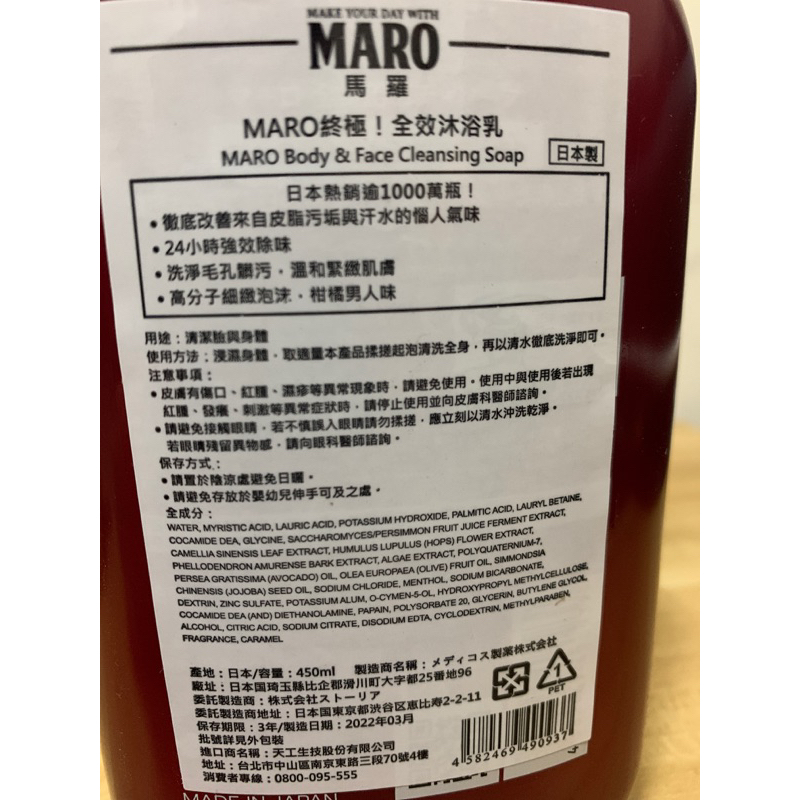 MAKE YOUR DAY WITH
MARO
馬羅
MARO終極！全效沐浴乳
MARO Body & Face Cleansing Soap 日本製
日本熱銷逾1000萬瓶！
• 徹底改善來自皮脂污垢與汗水的惱人氣味
• 24小時強效除味
• 洗淨毛孔髒污，溫和緊緻肌膚
• 高分子細緻泡沫，柑橘男人味
用途：清潔臉與身體
使用方法：浸濕身體，取適量本產品搓搓起泡清洗全身，再以清水徹底洗淨即可。
注意事項：
• 皮膚有傷口、紅腫、濕疹等異常現象時，請避免使用。使用中與使用後若出現
紅腫、發癢、刺激等異常症狀時，請停止使用並向皮膚科醫師諮詢。
• 請避免接觸眼睛，若不慎誤入眼睛請勿搓揉，應立刻以清水沖洗乾淨。
若眼睛殘留異物感，請向眼科醫師諮詢。
保存方式：
• 請置於陰涼處避免日曬。
• 請避免存放於嬰幼兒伸手可及之處。
全成分：
WATER, MYRISTIC ACID, LAURIC ACID, POTASSIUM HYDROXIDE, PALMITIC ACID, LAURYL BETAINE,
COCAMIDE DEA, GLYCINE, SACCHAROMYCES/PERSIMMON FRUIT JUICE FERMENT EXTRACT,
CAMELLIA SINENSIS LEAF EXTRACT, HUMULUS LUPULUS (HOPS) FLOWER EXTRACT,
PHELLODENDRON AMURENSE BARK EXTRACT, ALGAE EXTRACT, POLYQUATERNIUM-7,
PERSEA GRATISSIMA (AVOCADO) OIL, OLEA EUROPAEA (OLIVE) FRUIT OIL, SIMMONDSIA
CHINENSIS (JOJOBA) SEED OIL, SODIUM CHLORIDE, MENTHOL, SODIUM BICARBONATE,
DEXTRIN, ZINC SULFATE, POTASSIUM ALUM, O-CYMEN-5-OL, HYDROXYPROPYL METHYLCELLULOSE,
COCAMIDE DEA (AND) DIETHANOLAMINE, PAPAIN, POLYSORBATE 20, GLYCERIN, BUTYLENE GLYCOL,
ALCOHOL, CITRIC ACID, SODIUM CITRATE, DISODIUM EDTA, CYCLODEXTRIN, METHYLPARABEN,
FRAGRANCE, CARAMEL
產地：日本/容量：450ml 製造商名稱：メディコス製薬株式会社
廠址：日本国琦玉縣比企郡滑川町大字都25番地96
委託製造商：株式会社ストーリア
委託製造商地址：日本国東京都渋谷区恵比寿2-2-11
保存期限：3年/製造日期：2022年03月
批號詳見外包裝
進口商名稱：天工生技股份有限公司
地址：台北市中山區南京東路三段70號4樓
消費者專線：0800-095-555
1
PET
4582469490937
MADE IN JAPAN